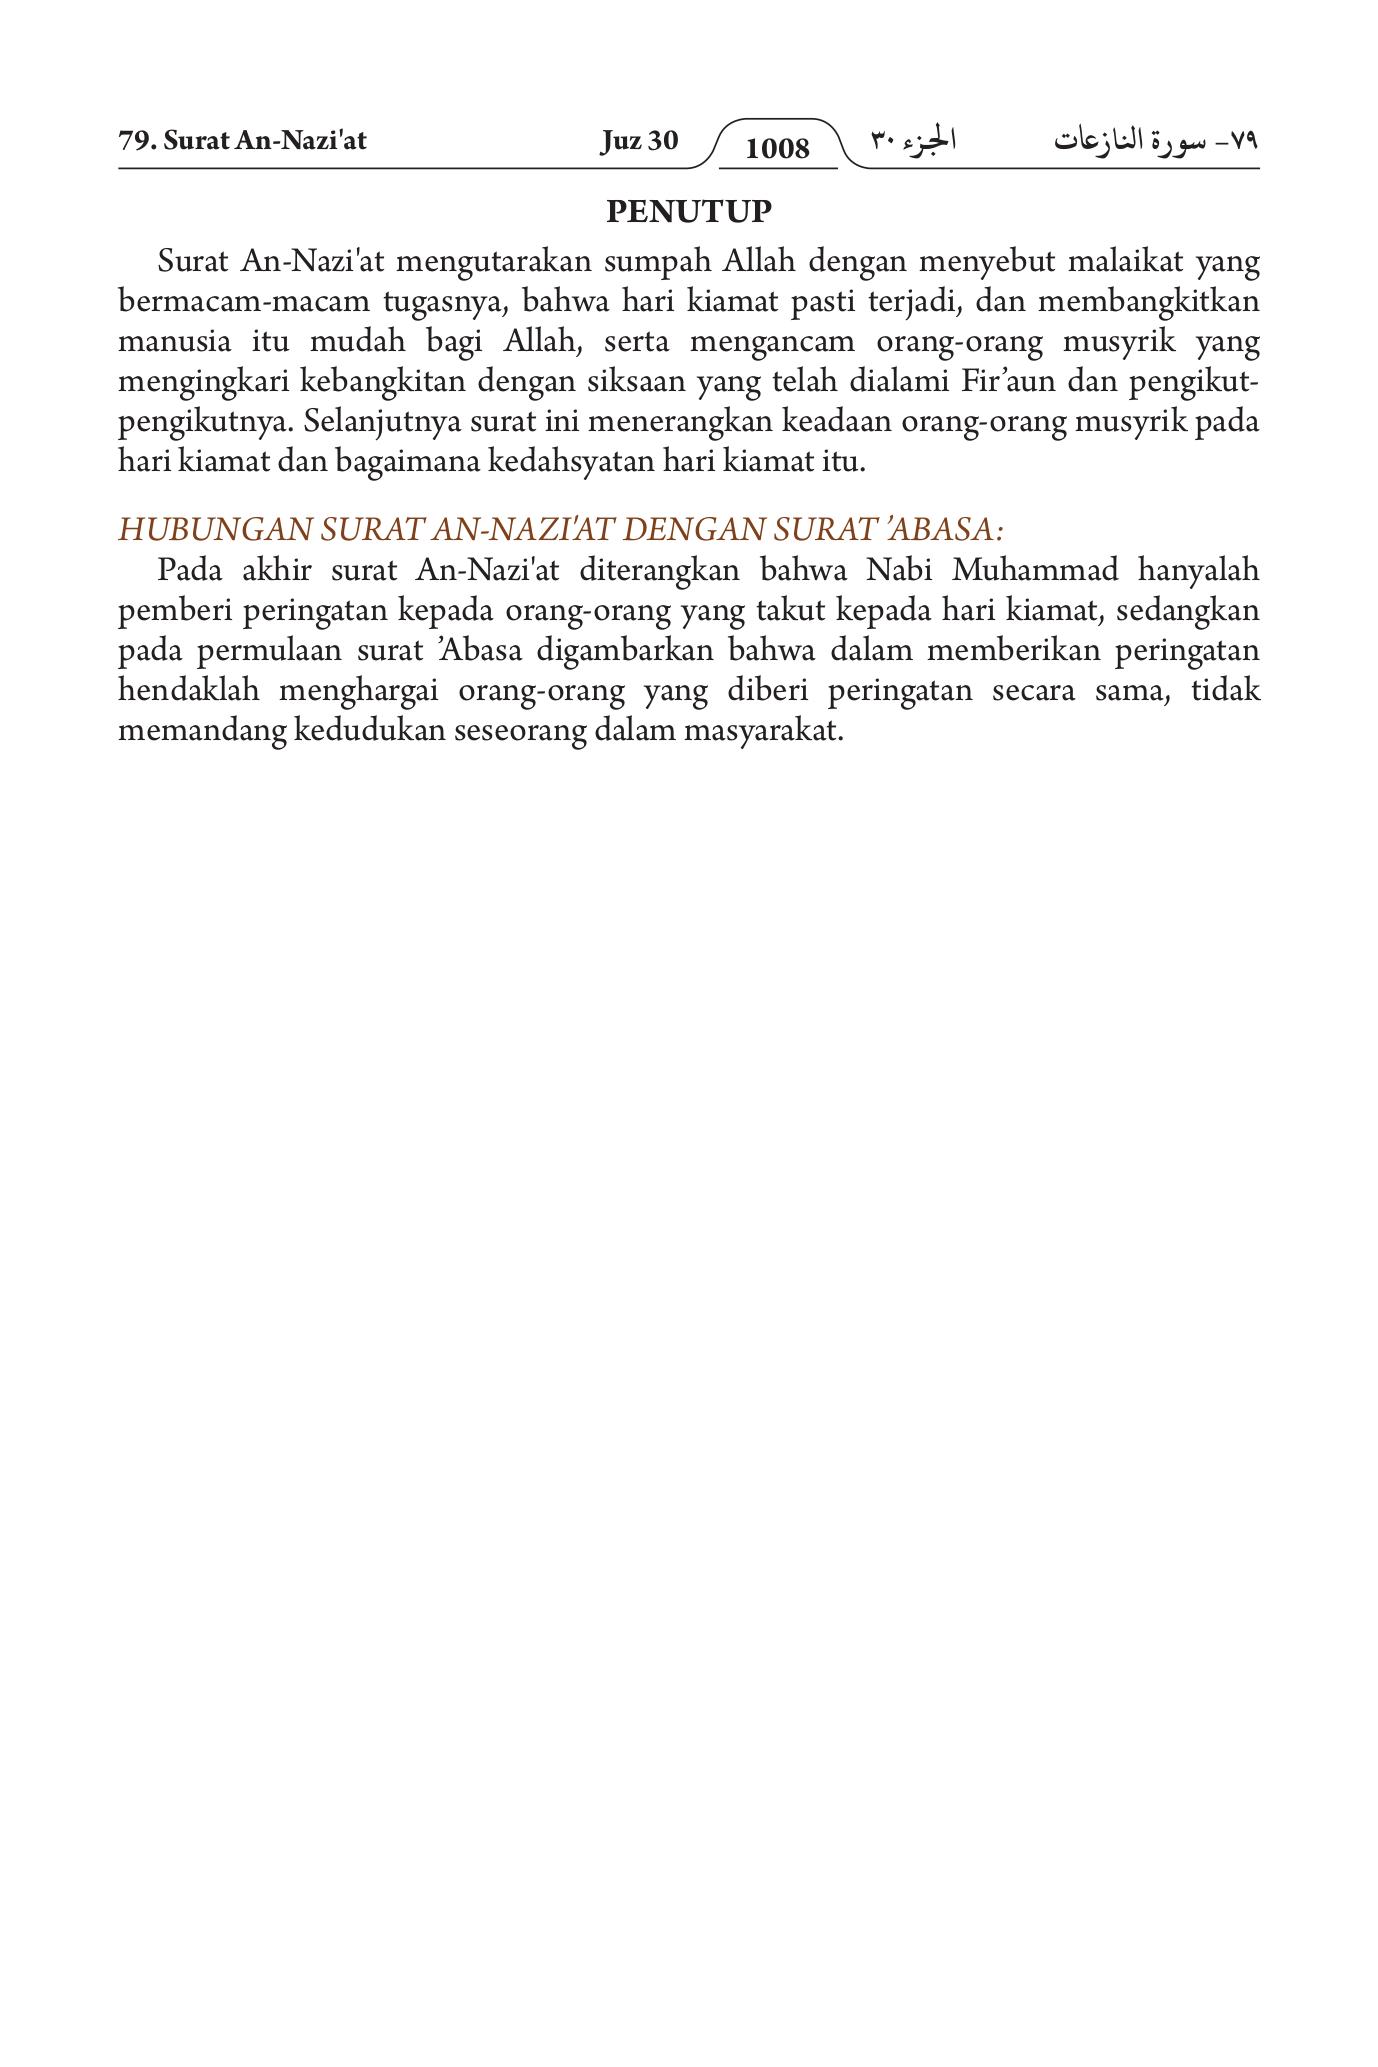 79. Surat An-Nazi'at Juz 30 1008 الجزء ٣٠ ٧٩- سورة النازعات
PENUTUP
Surat An-Nazi'at mengutarakan sumpah Allah dengan menyebut malaikat yang
bermacam-macam tugasnya, bahwa hari kiamat pasti terjadi, dan membangkitkan
manusia itu mudah bagi Allah, serta mengancam orang-orang musyrik yang
mengingkari kebangkitan dengan siksaan yang telah dialami Fir’aun dan pengikut-
pengikutnya. Selanjutnya surat ini menerangkan keadaan orang-orang musyrik pada
hari kiamat dan bagaimana kedahsyatan hari kiamat itu.
HUBUNGAN SURAT AN-NAZI'AT DENGAN SURAT ’ABASA:
Pada akhir surat An-Nazi'at diterangkan bahwa Nabi Muhammad hanyalah
pemberi peringatan kepada orang-orang yang takut kepada hari kiamat, sedangkan
pada permulaan surat ’Abasa digambarkan bahwa dalam memberikan peringatan
hendaklah menghargai orang-orang yang diberi peringatan secara sama, tidak
memandang kedudukan seseorang dalam masyarakat.